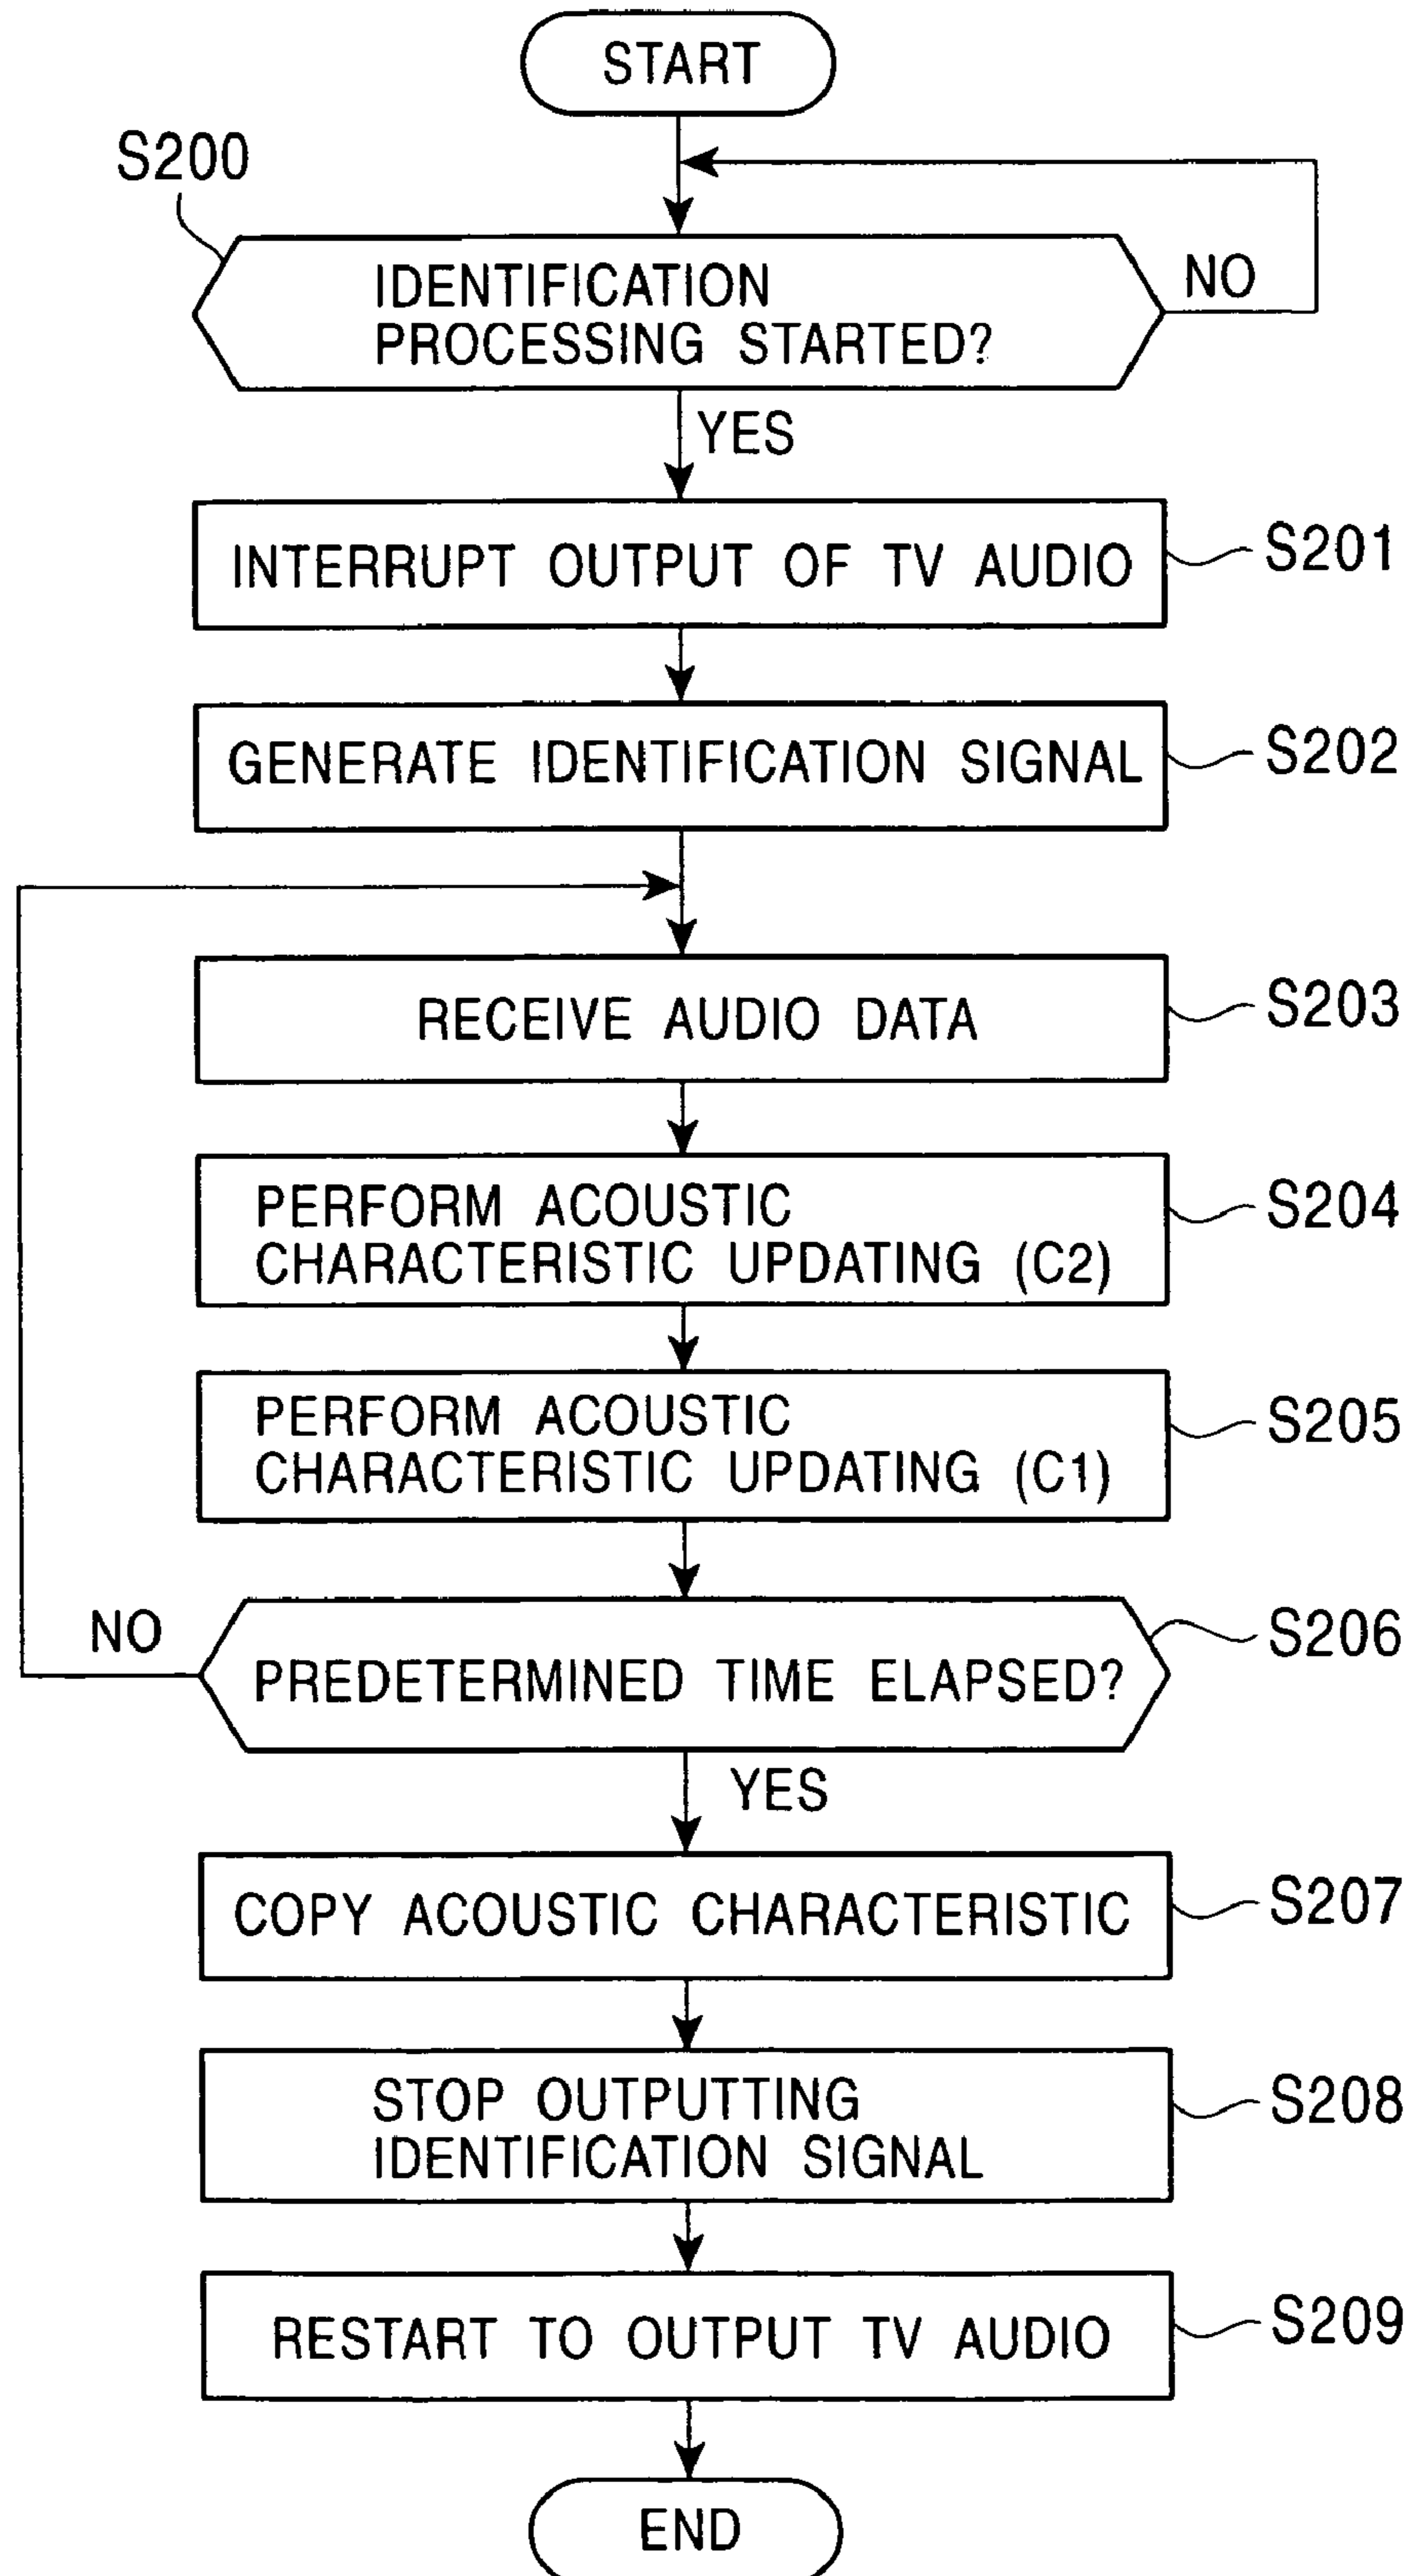 START
S200
IDENTIFICATION
PROCESSING STARTED?
NO
YES
INTERRUPT OUTPUT OF TV AUDIO
S201
GENERATE IDENTIFICATION SIGNAL
S202
RECEIVE AUDIO DATA
S203
PERFORM ACOUSTIC
CHARACTERISTIC UPDATING (C2)
S204
PERFORM ACOUSTIC
CHARACTERISTIC UPDATING (C1)
S205
NO
PREDETERMINED TIME ELAPSED?
S206
YES
COPY ACOUSTIC CHARACTERISTIC
S207
STOP OUTPUTTING
IDENTIFICATION SIGNAL
S208
RESTART TO OUTPUT TV AUDIO
S209
END